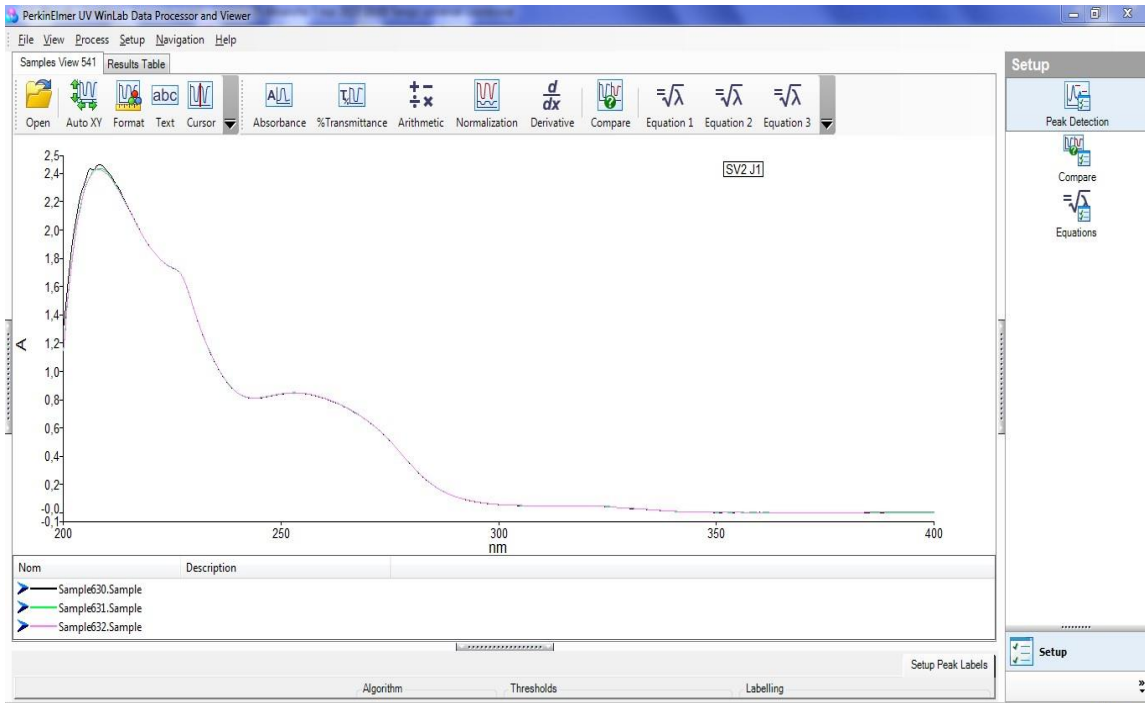 PerkinElmer UV WinLab Data Processor and Viewer
File View Process Setup Navigation Help
Samples View 541 Results Table
Open Auto XY Format Text Cursor Absorbance %Transmittance Arithmetic Normalization Derivative Compare Equation 1 Equation 2 Equation 3
SV2 J1
A
2,5
2,4
2,2
2,0
1,8
1,6
1,4
1,2
1,0
0,8
0,6
0,4
0,2
-0,0
-0,1
200 250 300 350 400
nm
Nom Description
Sample630.Sample
Sample631.Sample
Sample632.Sample
Setup Peak Labels
Algorithm Thresholds Labelling
Setup
Peak Detection
Compare
Equations
Setup